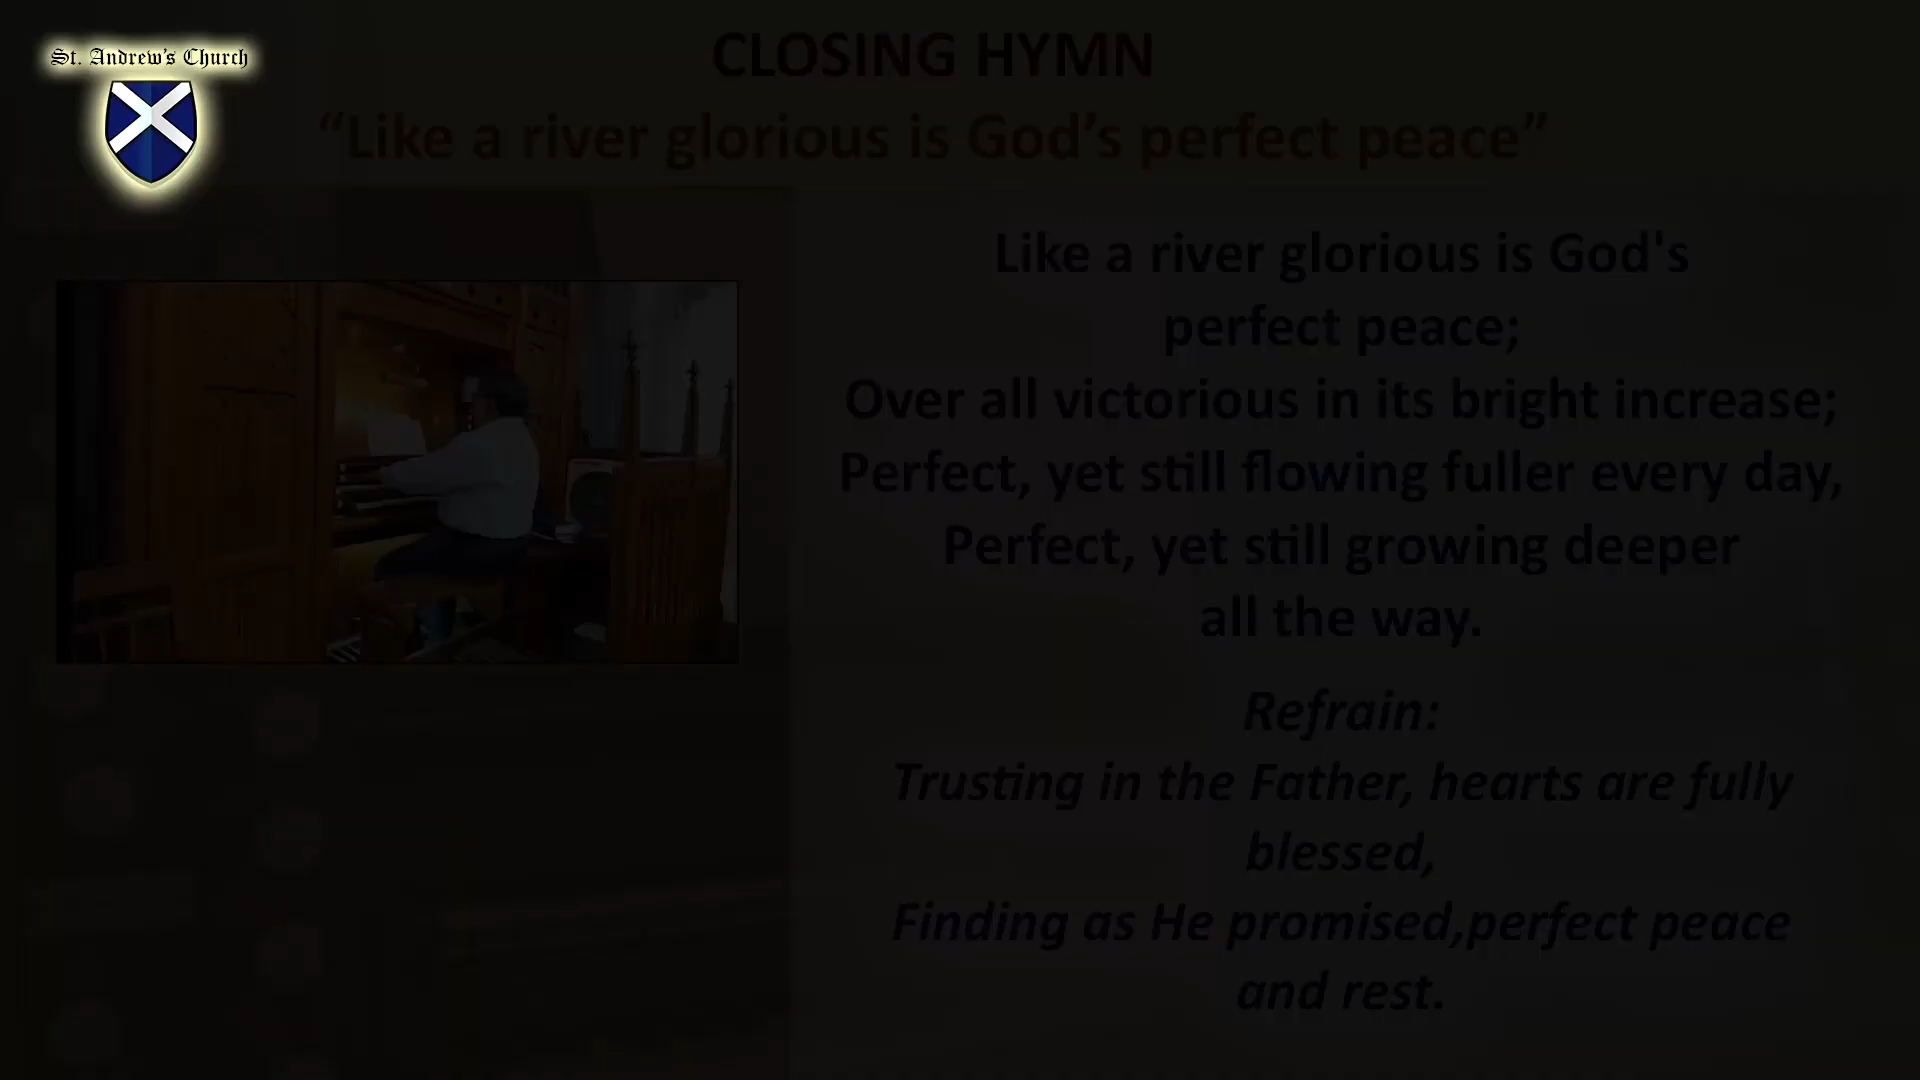 St. Andrew's Church
CLOSING HYMN
“Like a river glorious is God’s perfect peace”
Like a river glorious is God's
perfect peace;
Over all victorious in its bright increase;
Perfect, yet still flowing fuller every day,
Perfect, yet still growing deeper
all the way.
Refrain:
Trusting in the Father, hearts are fully
blessed,
Finding as He promised,perfect peace
and rest.